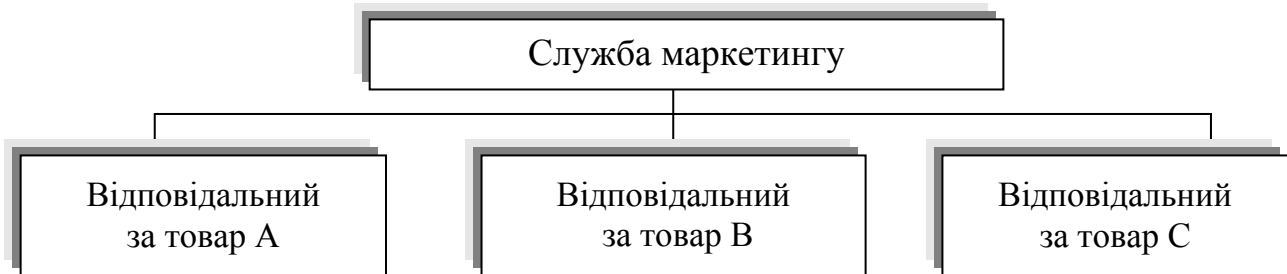 Служба маркетингу
Відповідальний
за товар А
Відповідальний
за товар В
Відповідальний
за товар С